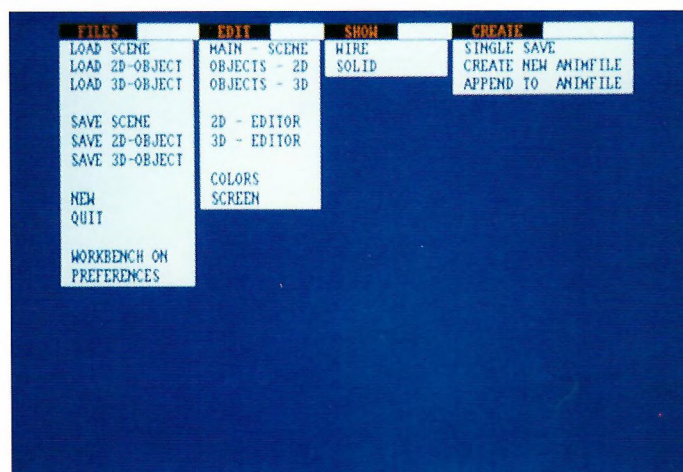 FILES
LOAD SCENE
LOAD 2D-OBJECT
LOAD 3D-OBJECT
SAVE SCENE
SAVE 2D-OBJECT
SAVE 3D-OBJECT
NEW
QUIT
WORKBENCH ON
PREFERENCES
EDIT
MAIN - SCENE
OBJECTS - 2D
OBJECTS - 3D
2D - EDITOR
3D - EDITOR
COLORS
SCREEN
SHOW
WIRE
SOLID
CREATE
SINGLE SAVE
CREATE NEW ANIMFILE
APPEND TO ANIMFILE